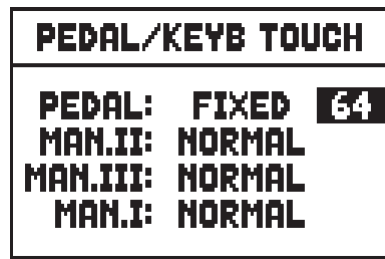 PEDAL/KEYB TOUCH
PEDAL: FIXED 64
MAN.II: NORMAL
MAN.III: NORMAL
MAN.I: NORMAL